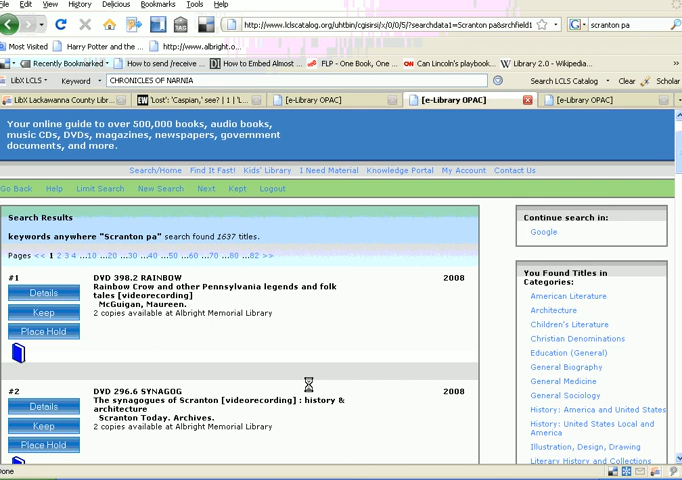 File Edit View History Delicious Bookmarks Tools Help
http://www.lclscatalog.org/uhtbin/cgisirsi/x/0/0/5/?searchdata1=Scranton pa&srchfield1 scranton pa
Most Visited Harry Potter and the ... http://www.albright.o...
Recently Bookmarked How to send /receive ... How to Embed Almost ... FLP - One Book, One ... Can Lincoln's playbook... Library 2.0 - Wikipedia...
LibX LCLS Keyword CHRONICLES OF NARNIA Search LCLS Catalog Clear Scholar
LibX Lackawanna County Libr... 'Lost': 'Caspian,' see? | 1 | 'L... [e-Library OPAC] [e-Library OPAC] [e-Library OPAC]
Your online guide to over 500,000 books, audio books,
music CDs, DVDs, magazines, newspapers, government
documents, and more.
Search/Home Find It Fast! Kids' Library I Need Material Knowledge Portal My Account Contact Us
Go Back Help Limit Search New Search Next Kept Logout
Search Results
keywords anywhere "Scranton pa" search found 1637 titles.
Pages << 1 2 3 4 ...10 ...20 ...30 ...40 ...50 ...60 ...70 ...80 ...82 >>
#1 DVD 398.2 RAINBOW 2008
Details
Rainbow Crow and other Pennsylvania legends and folk
tales [videorecording]
McGuigan, Maureen.
Keep
2 copies available at Albright Memorial Library
Place Hold
#2 DVD 296.6 SYNAGOG 2008
Details
The synagogues of Scranton [videorecording] : history &
architecture
Scranton Today. Archives.
Keep
2 copies available at Albright Memorial Library
Place Hold
Continue search in:
Google
You Found Titles in
Categories:
American Literature
Architecture
Children's Literature
Christian Denominations
Education (General)
General Biography
General Medicine
General Sociology
History: America and United States
History: United States Local and
America
Illustration, Design, Drawing
Literary History and Collections
Done